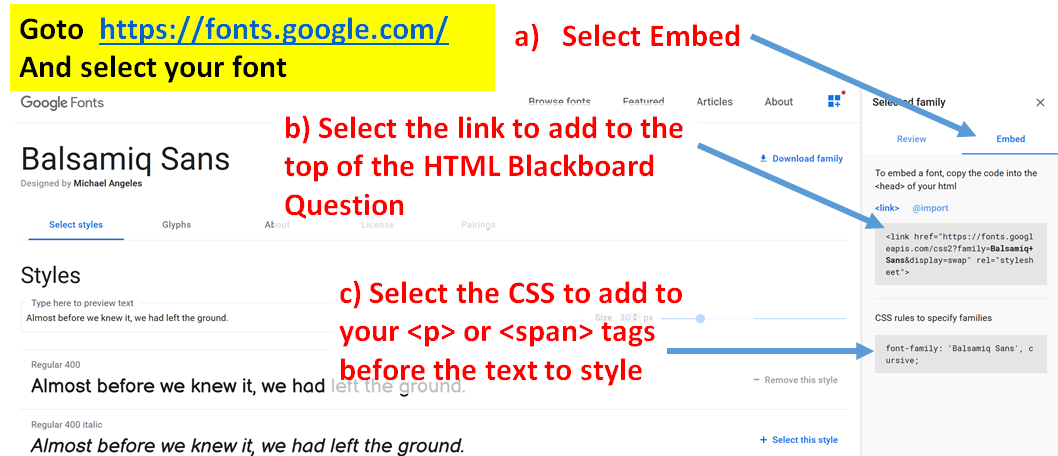 Goto https://fonts.google.com/
And select your font
a) Select Embed
Google Fonts
Browse fonts Featured Articles About
Selected family
b) Select the link to add to the
top of the HTML Blackboard
Question
Balsamiq Sans
Designed by Michael Angeles
Download family
Review Embed
To embed a font, copy the code into the
<head> of your html
<link> @import
Select styles Glyphs About License Pairings
<link href="https://fonts.googl
eapis.com/css2?family=Balsamiq+
Sans&display=swap" rel="stylesh
eet">
Styles
Type here to preview text
Almost before we knew it, we had left the ground.
Size 30 px
c) Select the CSS to add to
your <p> or <span> tags
before the text to style
CSS rules to specify families
font-family: 'Balsamiq Sans', c
ursive;
Regular 400
Almost before we knew it, we had left the ground.
Remove this style
Regular 400 italic
Almost before we knew it, we had left the ground.
Select this style